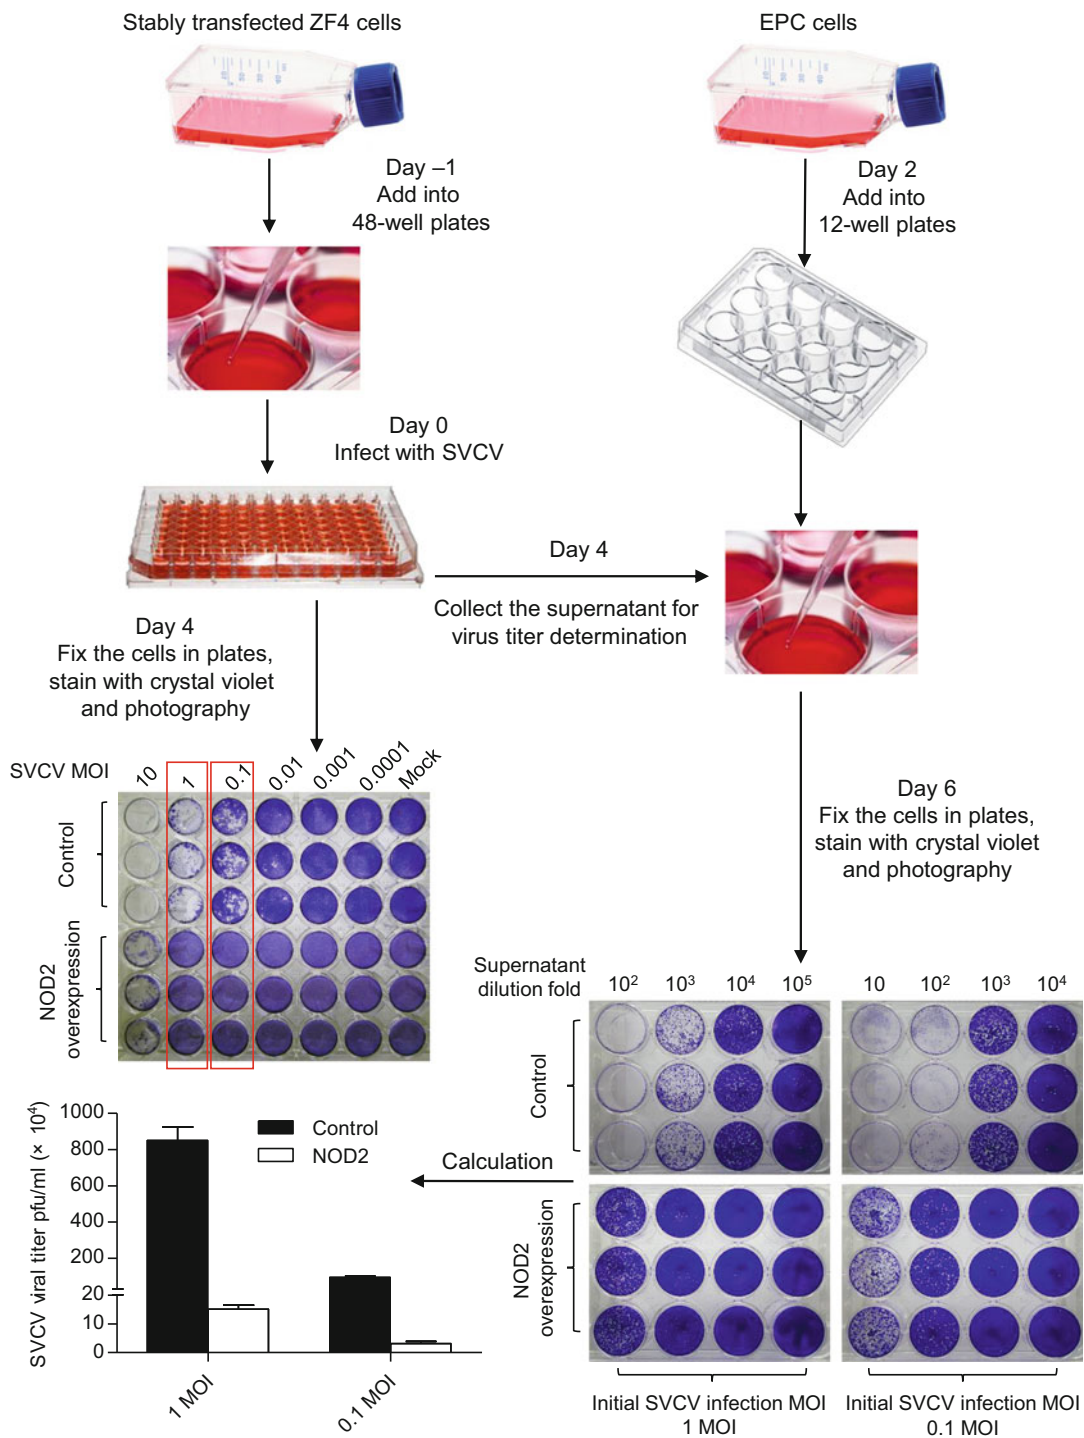 Stably transfected ZF4 cells
EPC cells
Day –1
Add into
48-well plates
Day 2
Add into
12-well plates
Day 0
Infect with SVCV
Day 4
Collect the supernatant for
virus titer determination
Day 4
Fix the cells in plates,
stain with crystal violet
and photography
SVCV MOI
10
1
0.1
0.01
0.001
0.0001
Mock
Control
NOD2
overexpression
Day 6
Fix the cells in plates,
stain with crystal violet
and photography
Supernatant
dilution fold
10² 10³ 10⁴ 10⁵
10 10² 10³ 10⁴
Control
NOD2
overexpression
Initial SVCV infection MOI
1 MOI
Initial SVCV infection MOI
0.1 MOI
Calculation
SVCV viral titer pfu/ml (× 10⁴)
1000
800
600
400
200
20
10
0
Control
NOD2
1 MOI
0.1 MOI